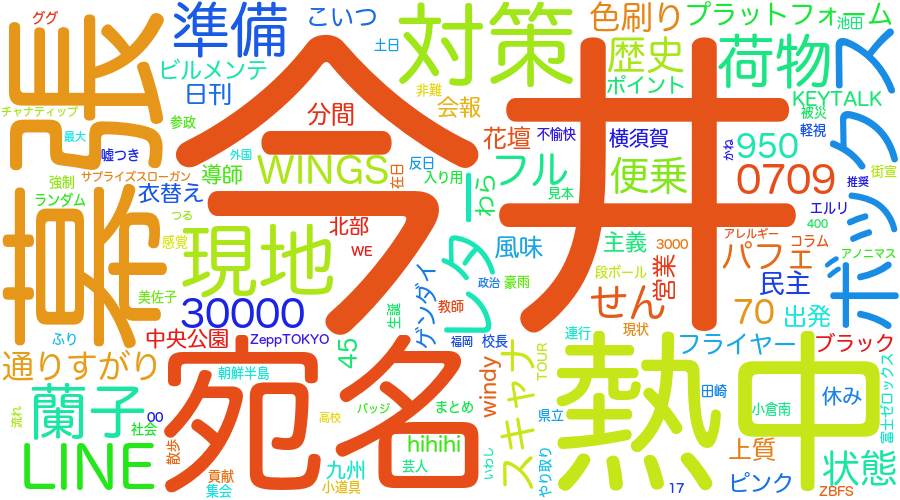 ググ
準備
こいつ
対策
色刷り
プラットフォーム
池田
ボックス
幕張
チャナティップ
最大
嘘つき
ビルメンテ
日刊
土日
今井
分間
非難
会報
歴史
ポイント
荷物
KEYTALK
被災
軽視
街宣
参政
サプライズスローガン
外国
WINGS
在日
反日
入り用
花壇
不愉快
横須賀
かね
950
0709
推奨
強制
ランダム
衣替え
導師
レター
わら
フル
見本
便乗
エルリ
400
つる
感覚
北部
WE
現地
風味
主義
3000
アレルギー
コラム
パフェ
アノニマス
美佐子
30000
生誕
ゲンダイ
教師
政治
豪雨
段ボール
せん
営業
民主
70
出発
ふり
中央公園
ZeppTOKYO
45
福岡
校長
連行
現状
フライヤー
ブラック
通りすがり
宛名
朝鮮半島
windy
スキャナ
TOUR
熱中
田崎
小倉南
休み
富士ゼロックス
蘭子
00
社会
流れ
高校
バッジ
まとめ
県立
LINE
散歩
貢献
集会
九州
小道具
hihihi
芸人
いわし
やり取り
17
上質
ピンク
状態
ZBFS